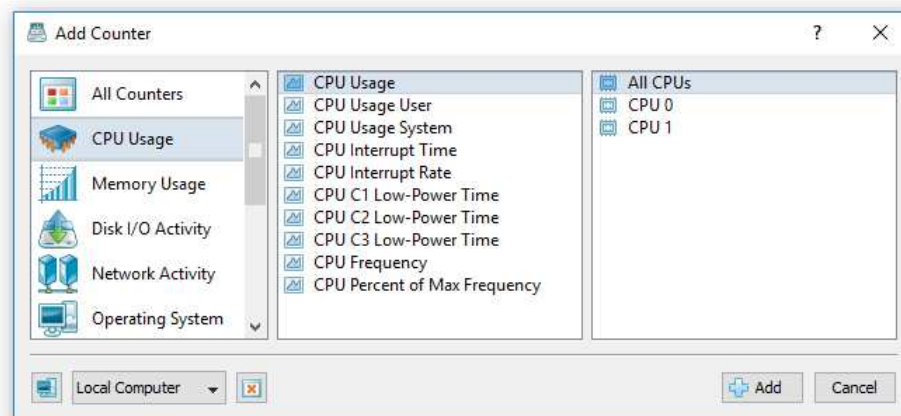 Add Counter
?
All Counters
CPU Usage
Memory Usage
Disk I/O Activity
Network Activity
Operating System
CPU Usage
CPU Usage User
CPU Usage System
CPU Interrupt Time
CPU Interrupt Rate
CPU C1 Low-Power Time
CPU C2 Low-Power Time
CPU C3 Low-Power Time
CPU Frequency
CPU Percent of Max Frequency
All CPUs
CPU 0
CPU 1
Local Computer
Add
Cancel